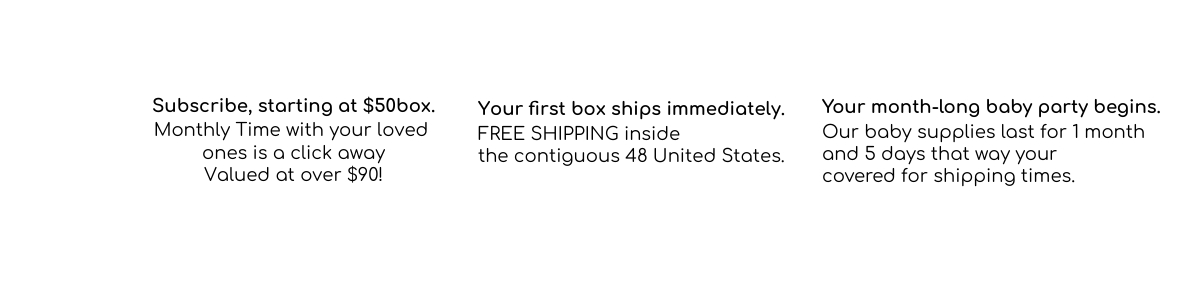 Subscribe, starting at $50box.
Monthly Time with your loved
ones is a click away
Valued at over $90!
Your first box ships immediately.
FREE SHIPPING inside
the contiguous 48 United States.
Your month-long baby party begins.
Our baby supplies last for 1 month
and 5 days that way your
covered for shipping times.